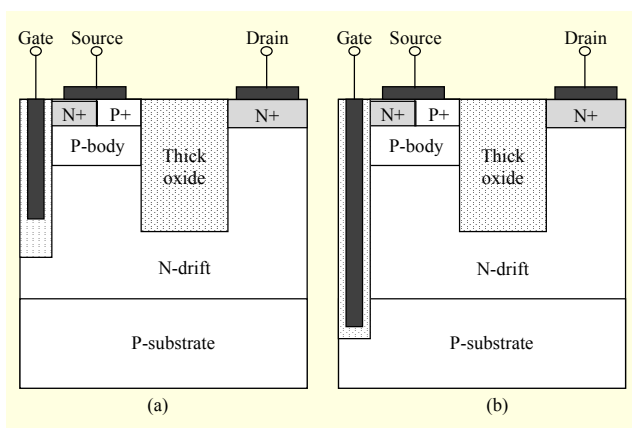 Gate Source Drain
N+ P+ N+
P-body
Thick
oxide
N-drift
P-substrate
(a)
Gate Source Drain
N+ P+ N+
P-body
Thick
oxide
N-drift
P-substrate
(b)